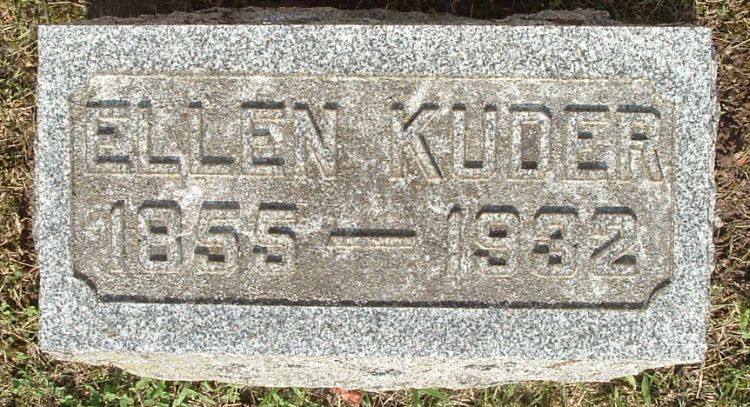 ELLEN KUDER
1855 — 1932